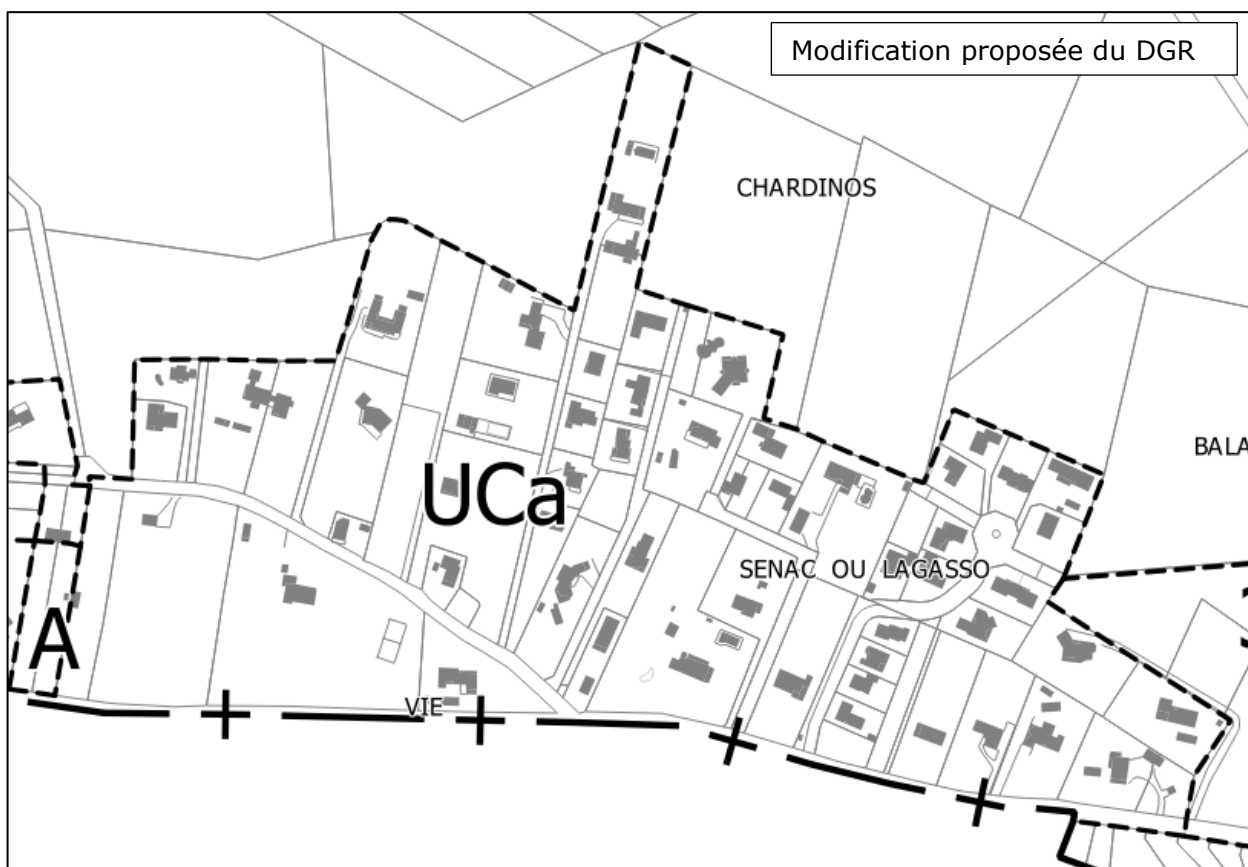 Modification proposée du DGR
CHARDINOS
BALA
UCa
SENAC OU LAGASSO
A
VIE